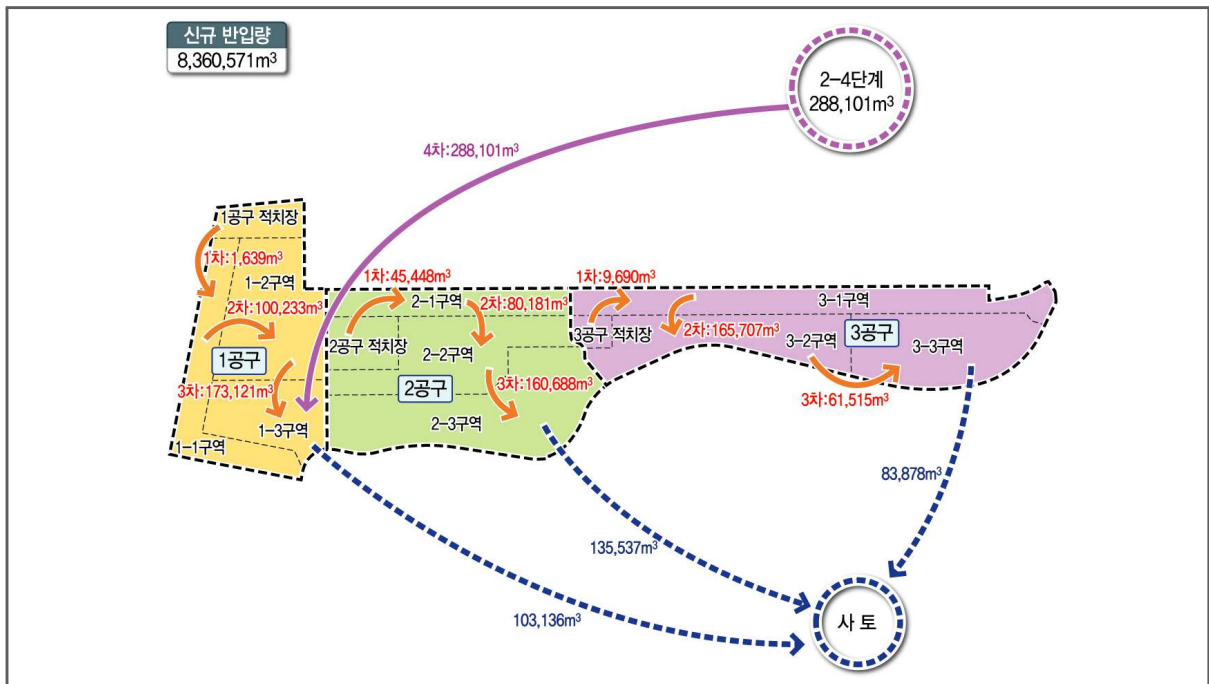 신규 반입량
8,360,571m³
2-4단계
288,101m³
4차:288,101m³
1공구 적치장
1차:1,639m³
1-2구역
2차:100,233m³
1공구
3차:173,121m³
1-3구역
1-1구역
1차:45,448m³
2-1구역
2차:80,181m³
2공구 적치장
2-2구역
3차:160,688m³
2공구
2-3구역
1차:9,690m³
3-1구역
3공구 적치장
2차:165,707m³
3-2구역
3공구
3-3구역
3차:61,515m³
83,878m³
135,537m³
103,136m³
사 토